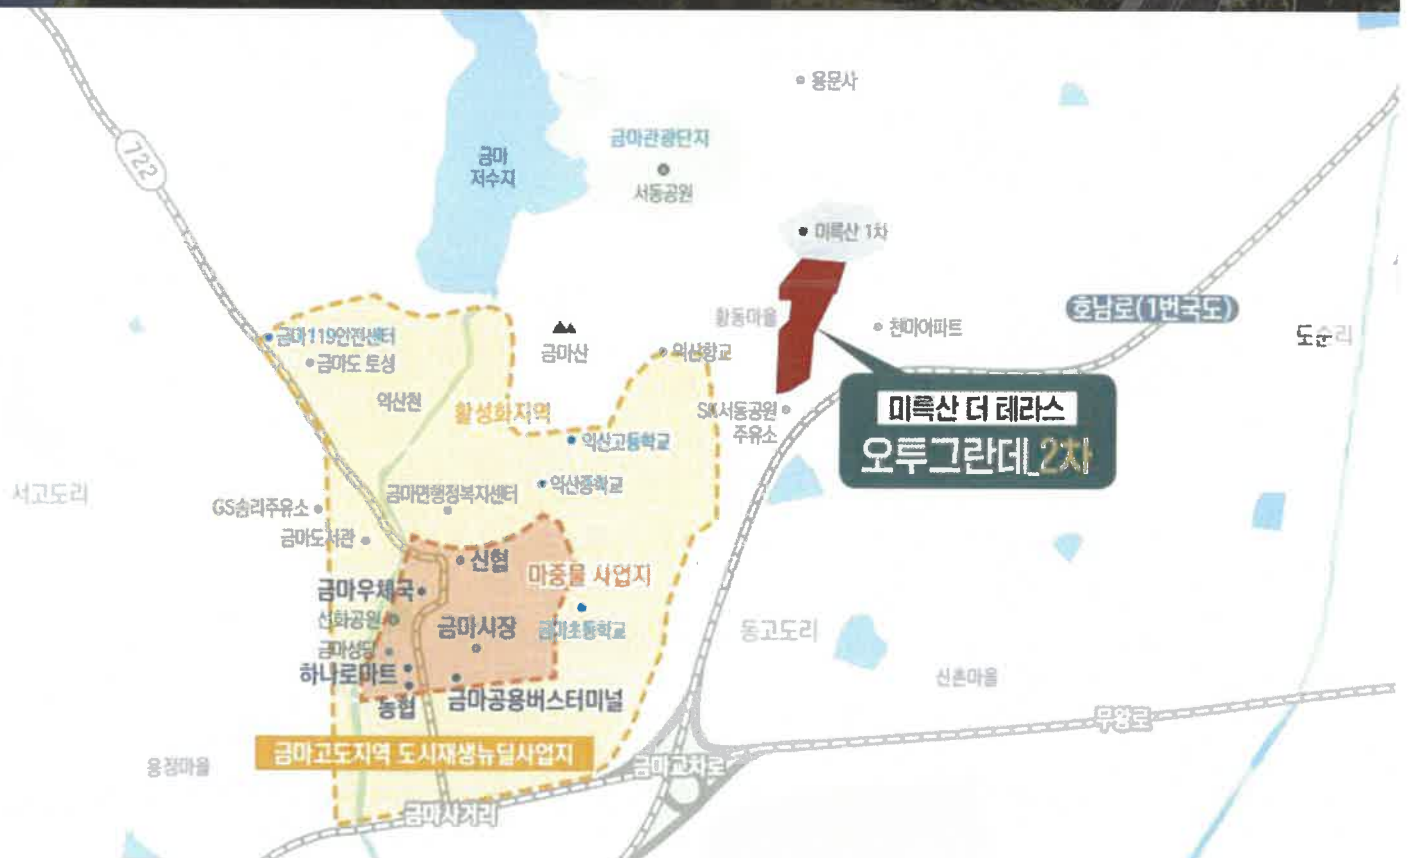 용문사
722
금마관광단지
금마
저수지
서동공원
미륵산 1차
호남로(1번국도)
황동마을
천마아파트
금마119안전센터
금마도 토성
금마산
익산향교
도순리
익산천
활성화지역
SK서동공원
주유소
미륵산 더 테라스
오투그란데 2차
익산고등학교
익산중학교
서고도리
금마면행정복지센터
GS송리주유소
금마도서관
신협
마중물 사업지
금마우체국
선화공원
금마시장
금마초등학교
동고도리
금마성당
하나로마트
신촌마을
농협
금마공용버스터미널
무왕로
금마고도지역 도시재생뉴딜사업지
용정마을
금마교차로
금마사거리